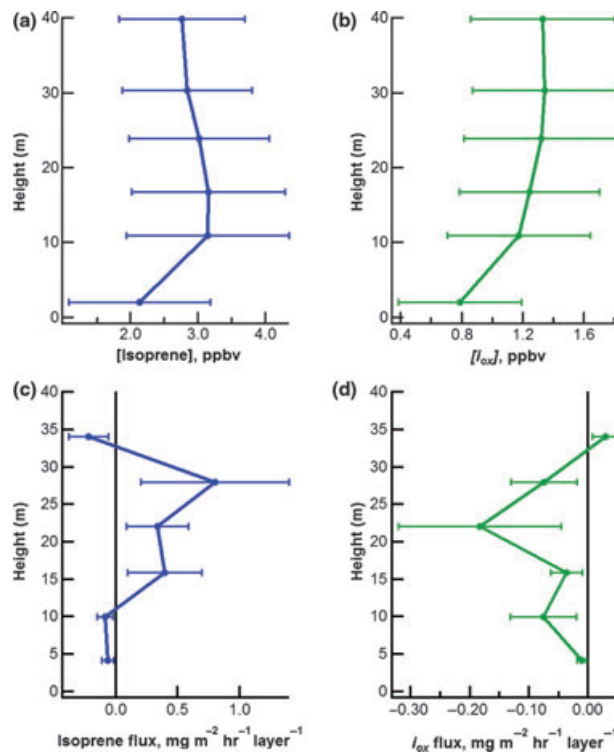 (a)
40
30
20
10
0
Height (m)
2.0 3.0 4.0
[Isoprene], ppbv
(b)
40
30
20
10
0
Height (m)
0.4 0.8 1.2 1.6
[Iox], ppbv
(c)
40
35
30
25
20
15
10
5
0
Height (m)
0.0 0.5 1.0
Isoprene flux, mg m⁻² hr⁻¹ layer⁻¹
(d)
40
35
30
25
20
15
10
5
0
Height (m)
−0.30 −0.20 −0.10 0.00
Iox flux, mg m⁻² hr⁻¹ layer⁻¹